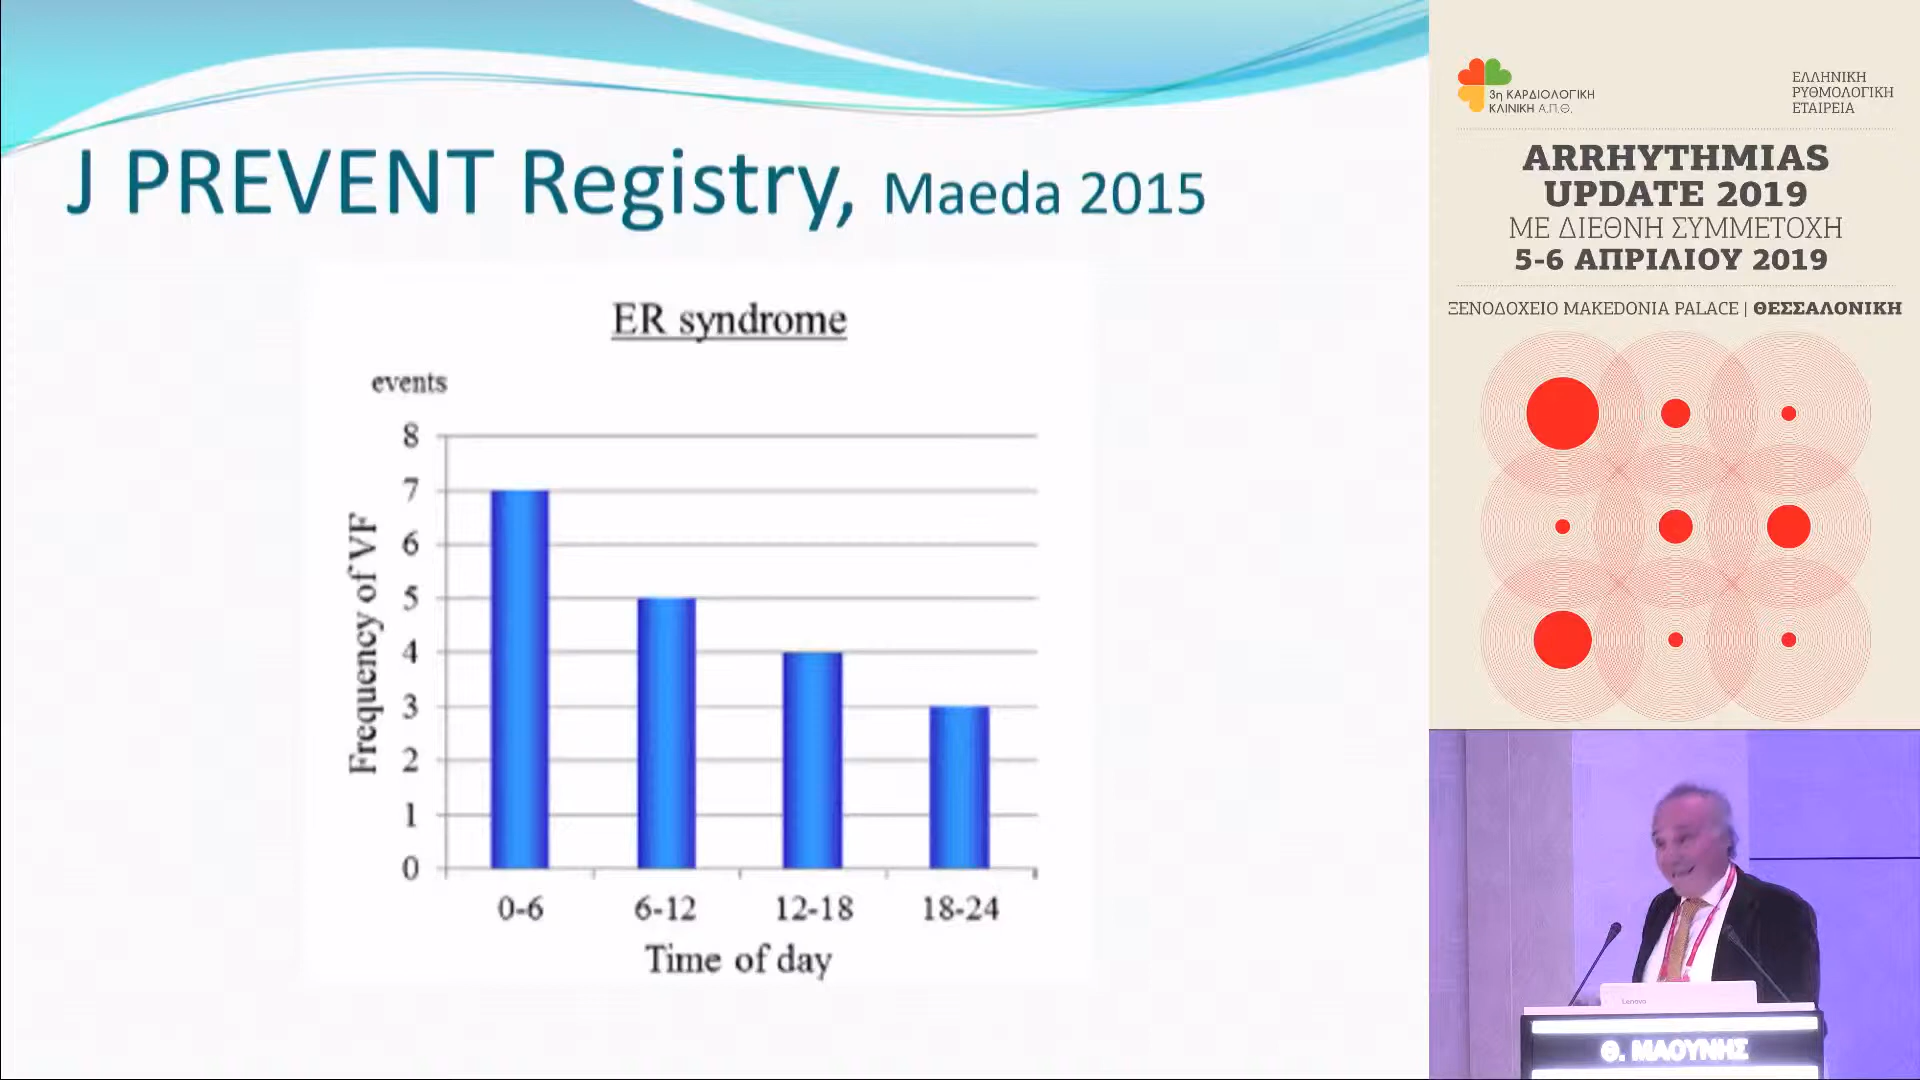 J PREVENT Registry, Maeda 2015
ER syndrome
events
8
7
6
5
4
3
2
1
0
Frequency of VF
0-6 6-12 12-18 18-24
Time of day
3η ΚΑΡΔΙΟΛΟΓΙΚΗ
ΚΛΙΝΙΚΗ Α.Π.Θ.
ΕΛΛΗΝΙΚΗ
ΡΥΘΜΟΛΟΓΙΚΗ
ΕΤΑΙΡΕΙΑ
ARRHYTHMIAS
UPDATE 2019
ΜΕ ΔΙΕΘΝΗ ΣΥΜΜΕΤΟΧΗ
5-6 ΑΠΡΙΛΙΟΥ 2019
ΞΕΝΟΔΟΧΕΙΟ MAKEDONIA PALACE | ΘΕΣΣΑΛΟΝΙΚΗ
Lenovo
Θ. ΜΑΟΥΝΗΣ